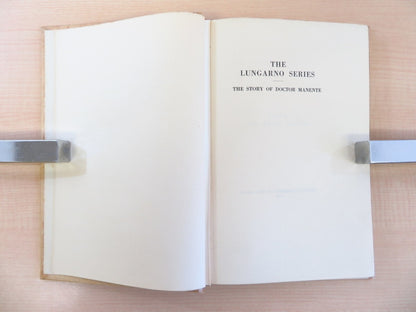 THE
LUNGARNO SERIES
THE STORY OF DOCTOR MANENTE